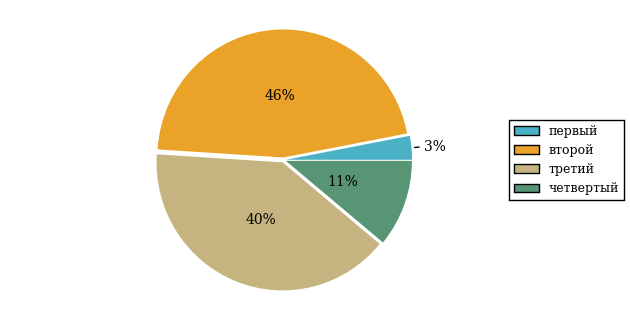 46%
3%
11%
40%
первый
второй
третий
четвертый